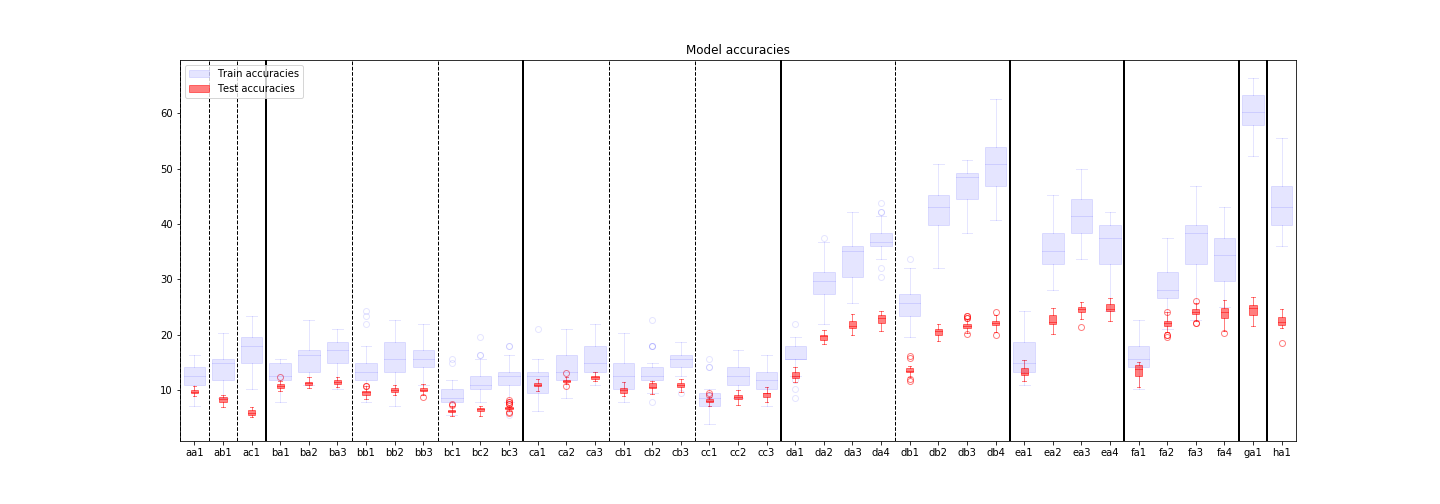 Model accuracies
Train accuracies
Test accuracies
60
50
40
30
20
10
aa1 ab1 ac1 ba1 ba2 ba3 bb1 bb2 bb3 bc1 bc2 bc3 ca1 ca2 ca3 cb1 cb2 cb3 cc1 cc2 cc3 da1 da2 da3 da4 db1 db2 db3 db4 ea1 ea2 ea3 ea4 fa1 fa2 fa3 fa4 ga1 ha1